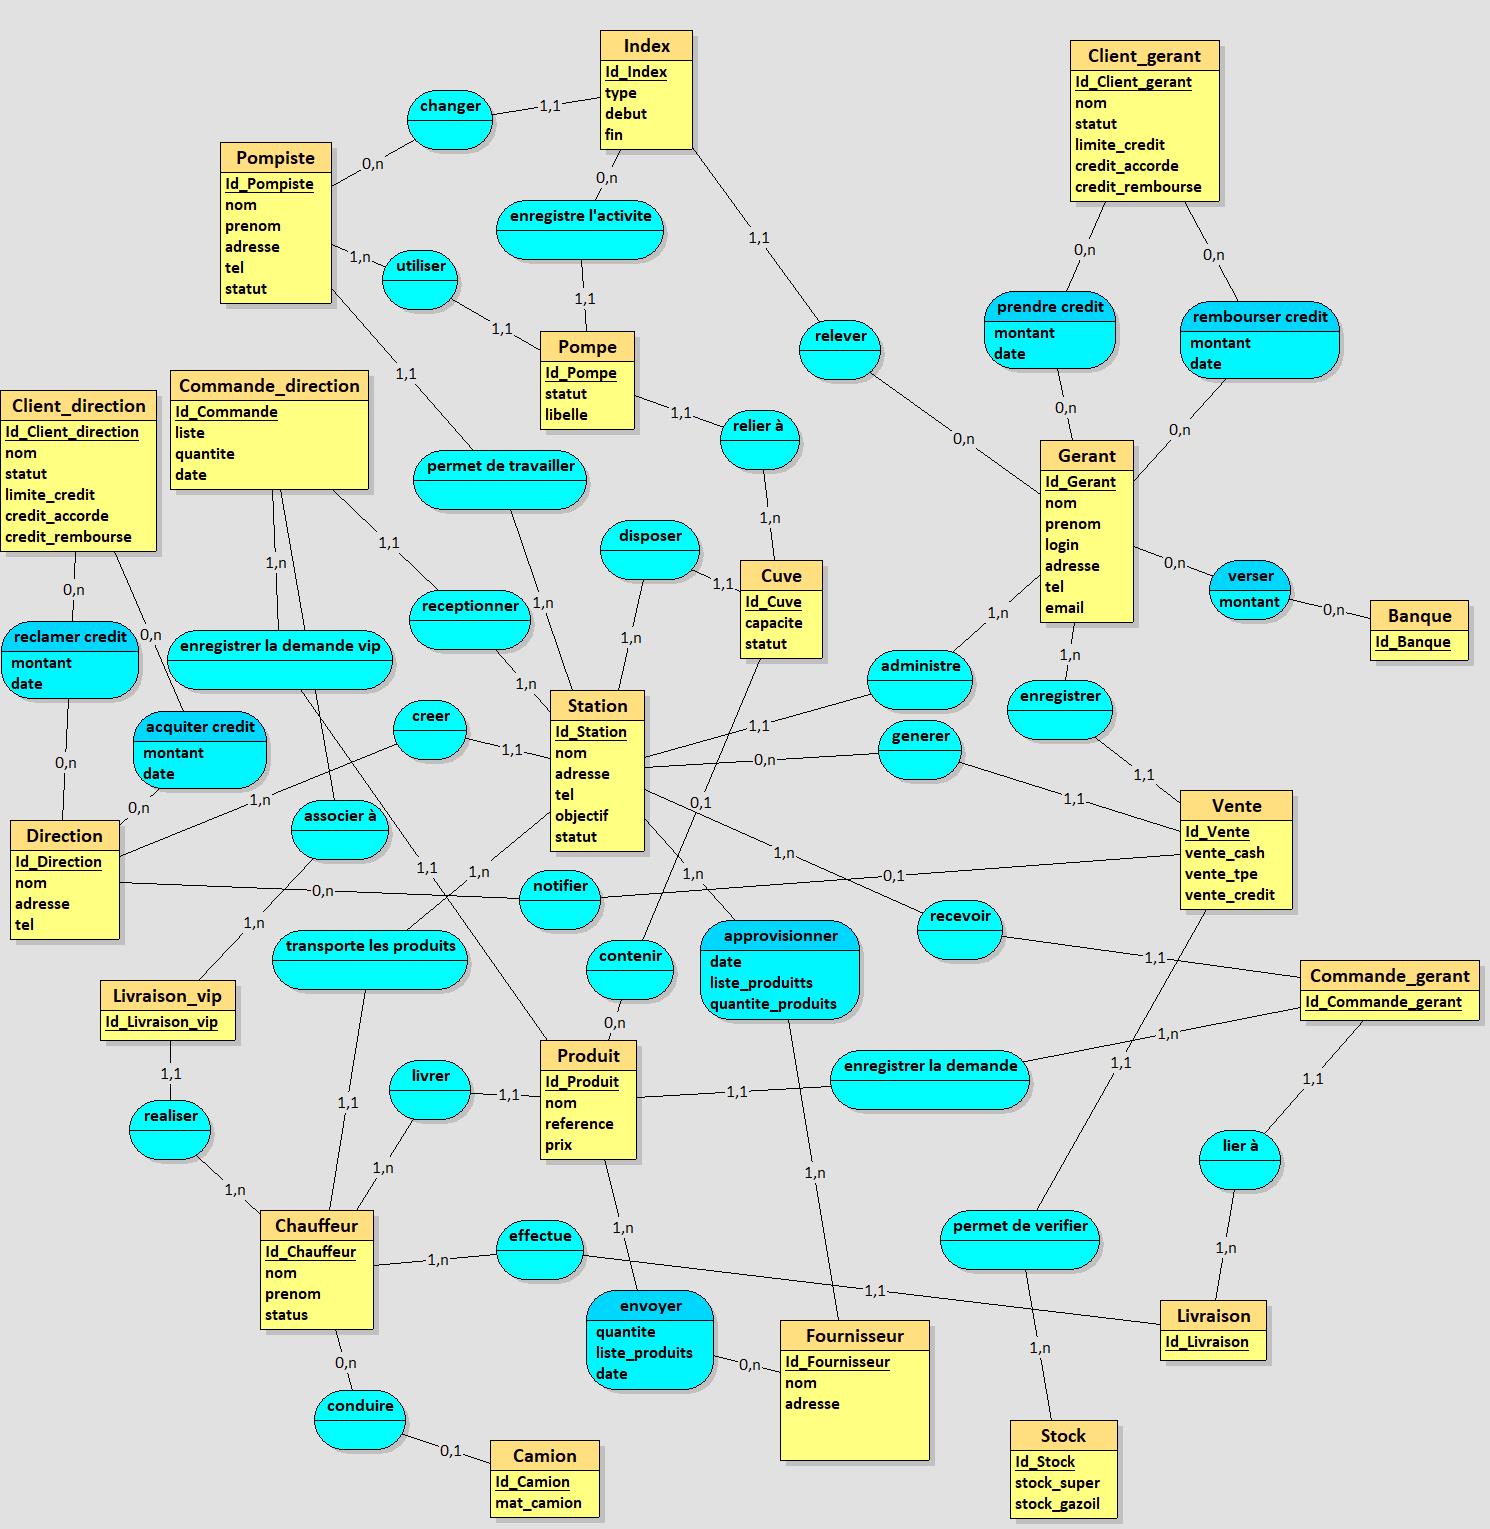 Index
Id_Index
type
debut
fin
Client_gerant
Id_Client_gerant
nom
statut
limite_credit
credit_accorde
credit_rembourse
changer
1,1
0,n
Pompiste
Id_Pompiste
nom
prenom
adresse
tel
statut
0,n
enregistre l'activite
1,1
1,n
utiliser
1,1
1,1
relever
0,n
0,n
0,n
prendre credit
montant
date
rembourser credit
montant
date
0,n
0,n
Pompe
Id_Pompe
statut
libelle
1,1
relier à
1,n
1,1
permet de travailler
1,n
Client_direction
Id_Client_direction
nom
statut
limite_credit
credit_accorde
credit_rembourse
Commande_direction
Id_Commande
liste
quantite
date
1,n
1,1
receptionner
1,n
disposer
1,1
1,n
Cuve
Id_Cuve
capacite
statut
Gerant
Id_Gerant
nom
prenom
login
adresse
tel
email
0,n
verser
montant
0,n
Banque
Id_Banque
1,n
administre
1,1
1,n
enregistrer
1,1
0,n
reclamer credit
montant
date
0,n
0,n
acquiter credit
montant
date
0,n
enregistrer la demande vip
1,1
creer
1,1
1,n
Station
Id_Station
nom
adresse
tel
objectif
statut
generer
0,n
1,1
Vente
Id_Vente
vente_cash
vente_tpe
vente_credit
0,1
associer à
1,n
Direction
Id_Direction
nom
adresse
tel
0,n
notifier
0,1
1,n
transporte les produits
1,1
1,n
recevoir
1,1
1,n
approvisionner
date
liste_produitts
quantite_produits
1,n
contenir
0,n
Commande_gerant
Id_Commande_gerant
Livraison_vip
Id_Livraison_vip
1,1
realiser
1,n
livrer
1,1
1,n
Produit
Id_Produit
nom
reference
prix
1,1
enregistrer la demande
1,n
1,1
lier à
1,n
1,1
permet de verifier
1,n
Chauffeur
Id_Chauffeur
nom
prenom
status
1,n
effectue
1,1
1,n
envoyer
quantite
liste_produits
date
0,n
Fournisseur
Id_Fournisseur
nom
adresse
Livraison
Id_Livraison
0,n
conduire
0,1
Camion
Id_Camion
mat_camion
Stock
Id_Stock
stock_super
stock_gazoil